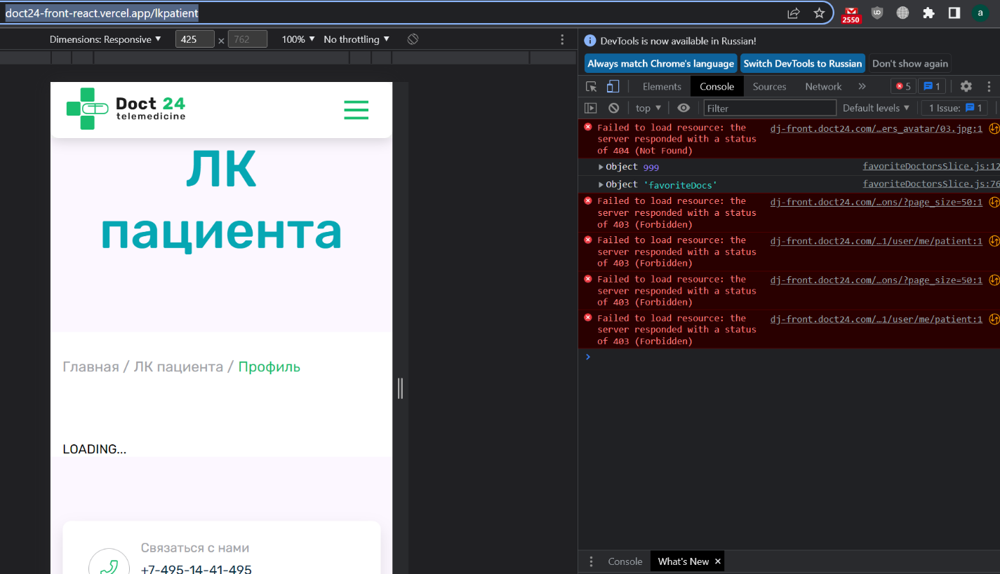 doct24-front-react.vercel.app/lkpatient
2550
a
Dimensions: Responsive
425
×
762
100%
No throttling
DevTools is now available in Russian!
Always match Chrome's language
Switch DevTools to Russian
Don't show again
Elements
Console
Sources
Network
5
1
top
Filter
Default levels
1 Issue:
1
Doct 24
telemedicine
ЛК
пациента
Главная / ЛК пациента / Профиль
LOADING...
Связаться с нами
+7-495-14-41-495
Failed to load resource: the
server responded with a status
of 404 (Not Found)
dj-front.doct24.com/…ers_avatar/03.jpg:1
Object 999
favoriteDoctorsSlice.js:12
Object 'favoriteDocs'
favoriteDoctorsSlice.js:76
Failed to load resource: the
server responded with a status
of 403 (Forbidden)
dj-front.doct24.com/…ons/?page_size=50:1
Failed to load resource: the
server responded with a status
of 403 (Forbidden)
dj-front.doct24.com/…1/user/me/patient:1
Failed to load resource: the
server responded with a status
of 403 (Forbidden)
dj-front.doct24.com/…ons/?page_size=50:1
Failed to load resource: the
server responded with a status
of 403 (Forbidden)
dj-front.doct24.com/…1/user/me/patient:1
Console
What's New